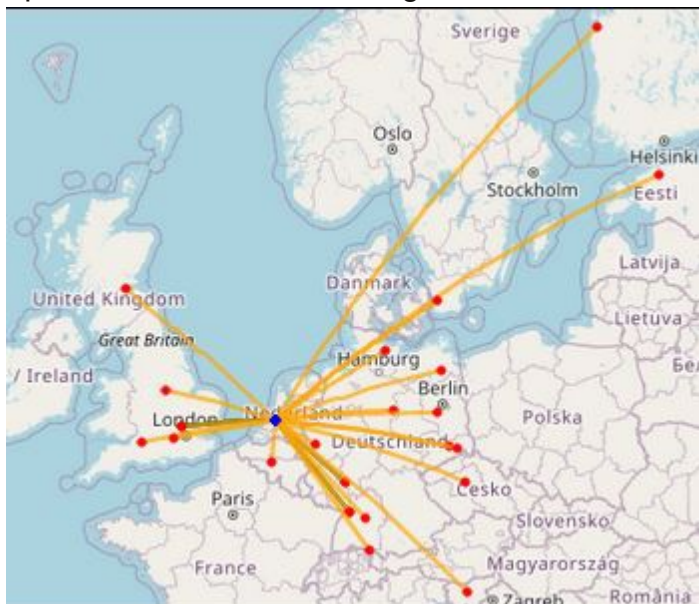 Sverige
Oslo
Helsinki
Stockholm
Eesti
Latvija
Danmark
United Kingdom
Lietuva
Great Britain
Hamburg
/ Ireland
Berlin
Nederland
London
Polska
Deutschland
Česko
Paris
Slovensko
France
Magyarország
Zagreb
România